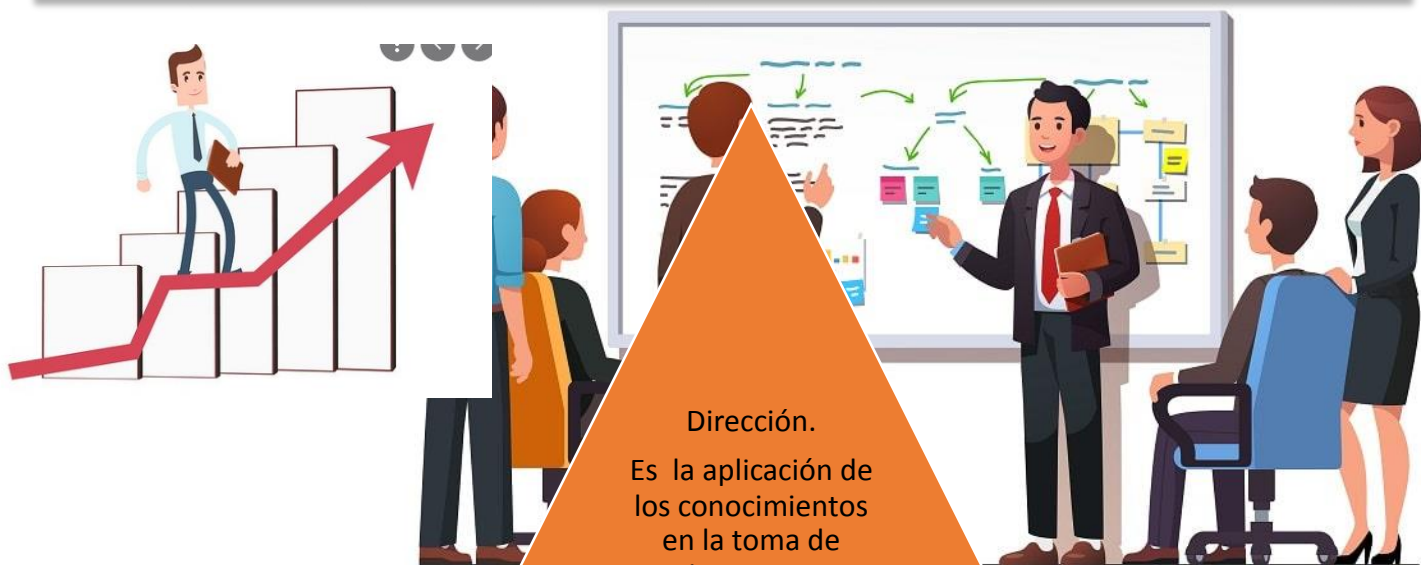 Dirección.
Es la aplicación de
los conocimientos
en la toma de